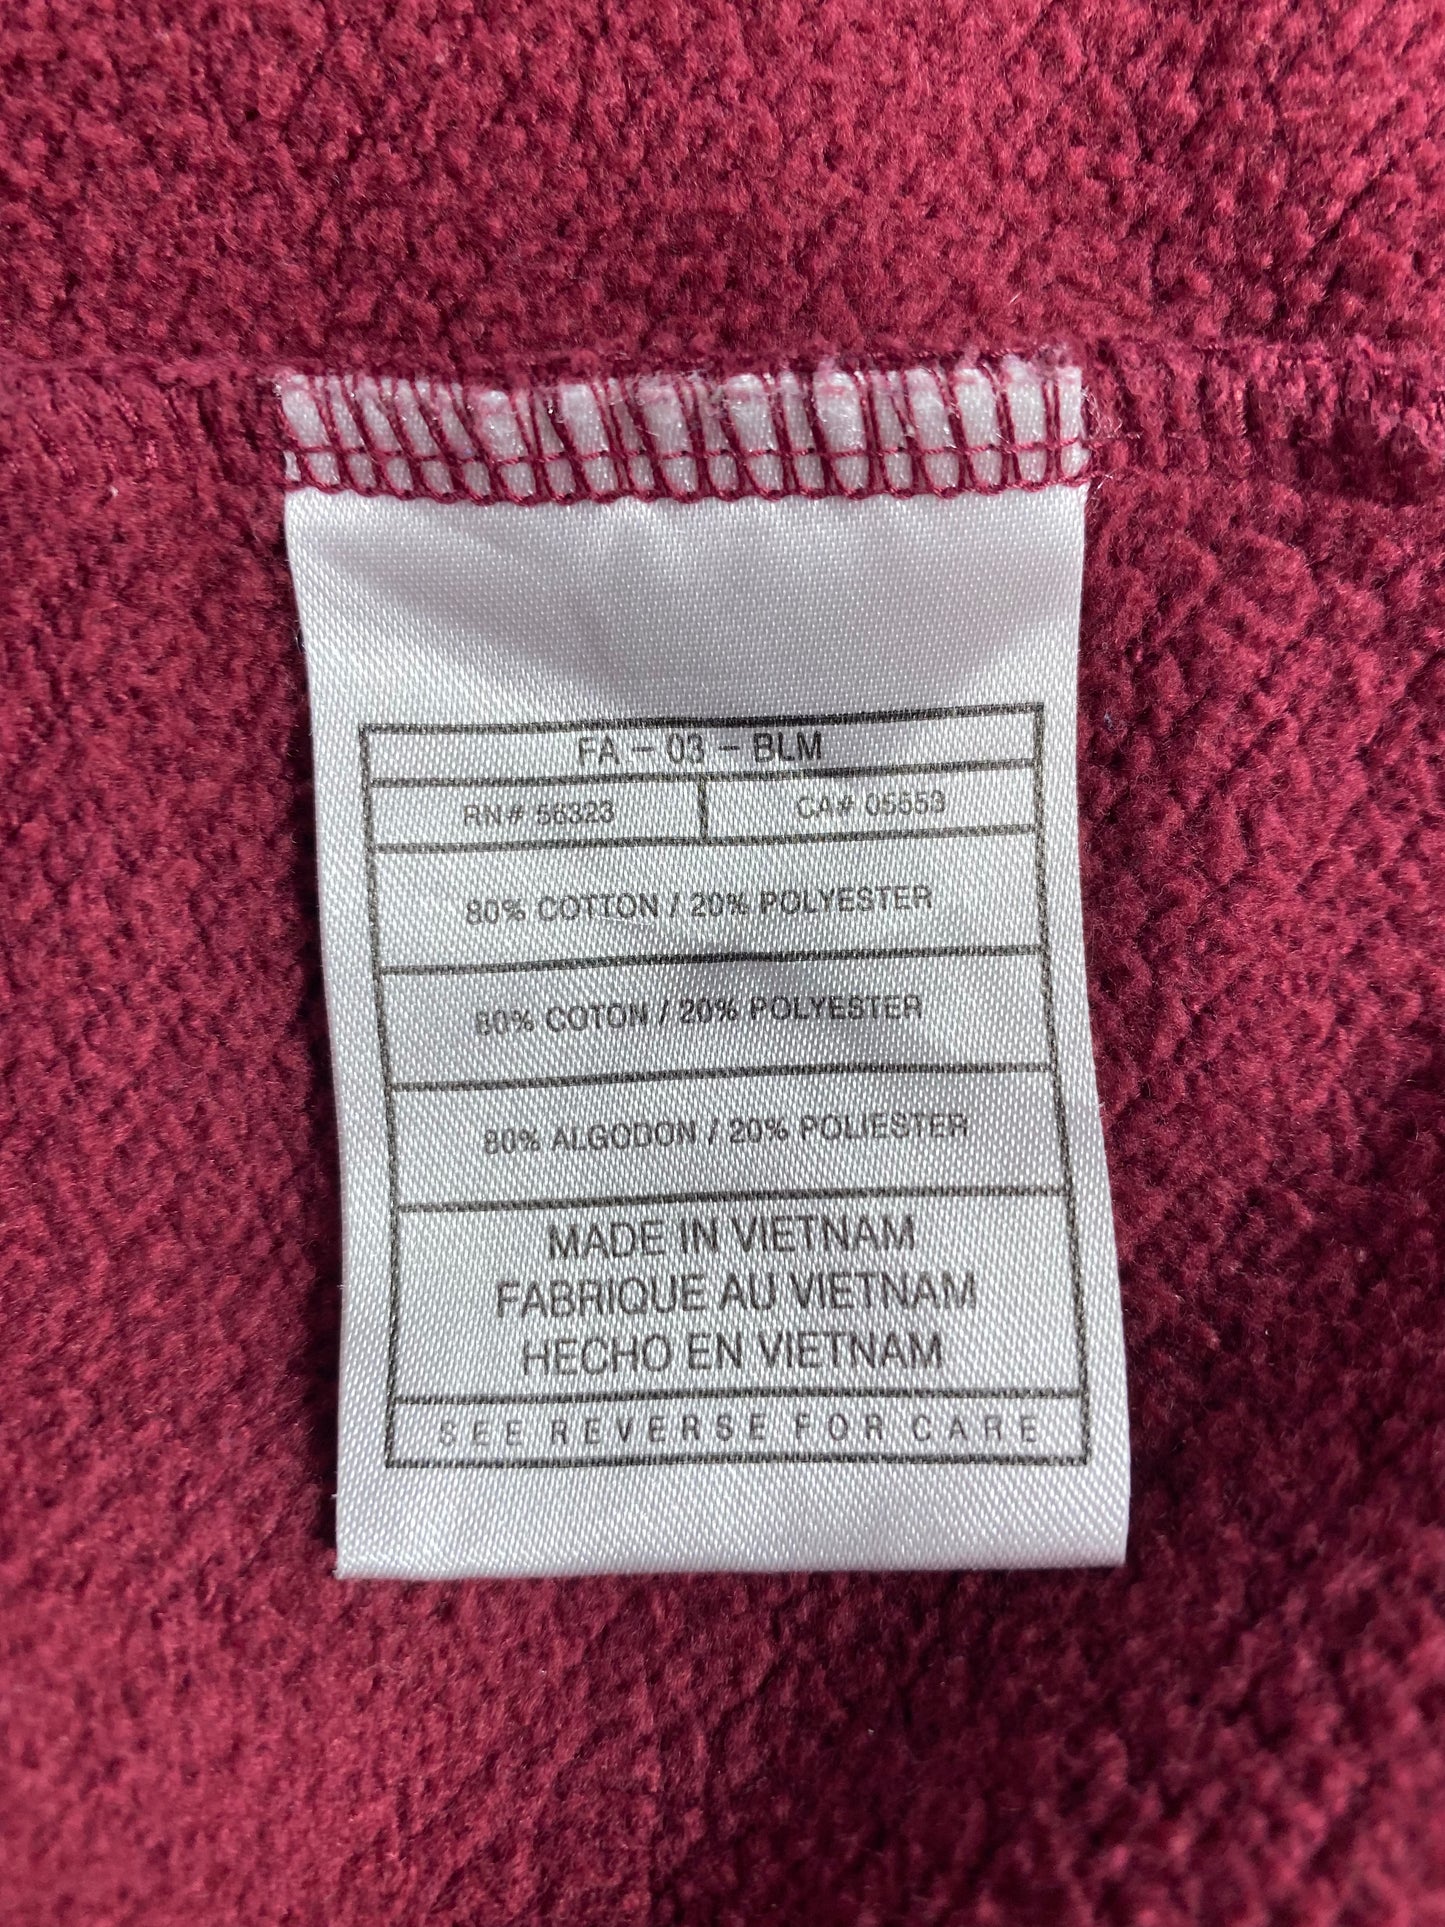 FA - 03 - BLM
RN# 56323 CA# 05553
80% COTTON / 20% POLYESTER
80% COTON / 20% POLYESTER
80% ALGODON / 20% POLIESTER
MADE IN VIETNAM
FABRIQUE AU VIETNAM
HECHO EN VIETNAM
SEE REVERSE FOR CARE